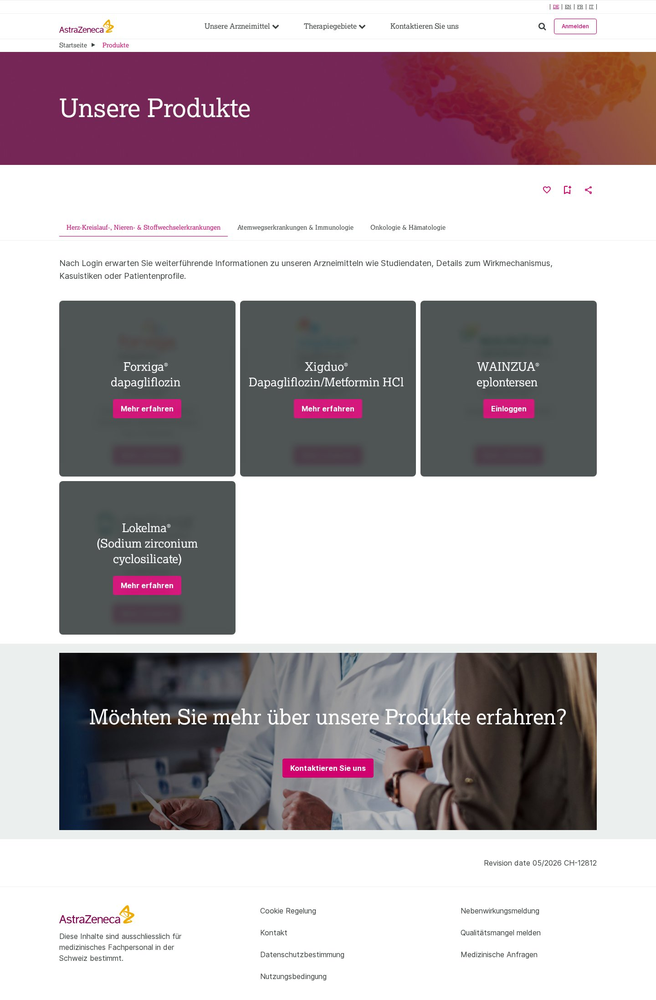 DE
EN
FR
IT
AstraZeneca
Unsere Arzneimittel
Therapiegebiete
Kontaktieren Sie uns
Anmelden
Startseite
Produkte
Unsere Produkte
Herz-Kreislauf-, Nieren- & Stoffwechselerkrankungen
Atemwegserkrankungen & Immunologie
Onkologie & Hämatologie
Nach Login erwarten Sie weiterführende Informationen zu unseren Arzneimitteln wie Studiendaten, Details zum Wirkmechanismus,
Kasuistiken oder Patientenprofile.
Forxiga®
dapagliflozin
Mehr erfahren
Xigduo®
Dapagliflozin/Metformin HCl
Mehr erfahren
WAINZUA®
eplontersen
Einloggen
Lokelma®
(Sodium zirconium
cyclosilicate)
Mehr erfahren
Möchten Sie mehr über unsere Produkte erfahren?
Kontaktieren Sie uns
Revision date 05/2026 CH-12812
AstraZeneca
Diese Inhalte sind ausschliesslich für
medizinisches Fachpersonal in der
Schweiz bestimmt.
Cookie Regelung
Kontakt
Datenschutzbestimmung
Nutzungsbedingung
Nebenwirkungsmeldung
Qualitätsmangel melden
Medizinische Anfragen